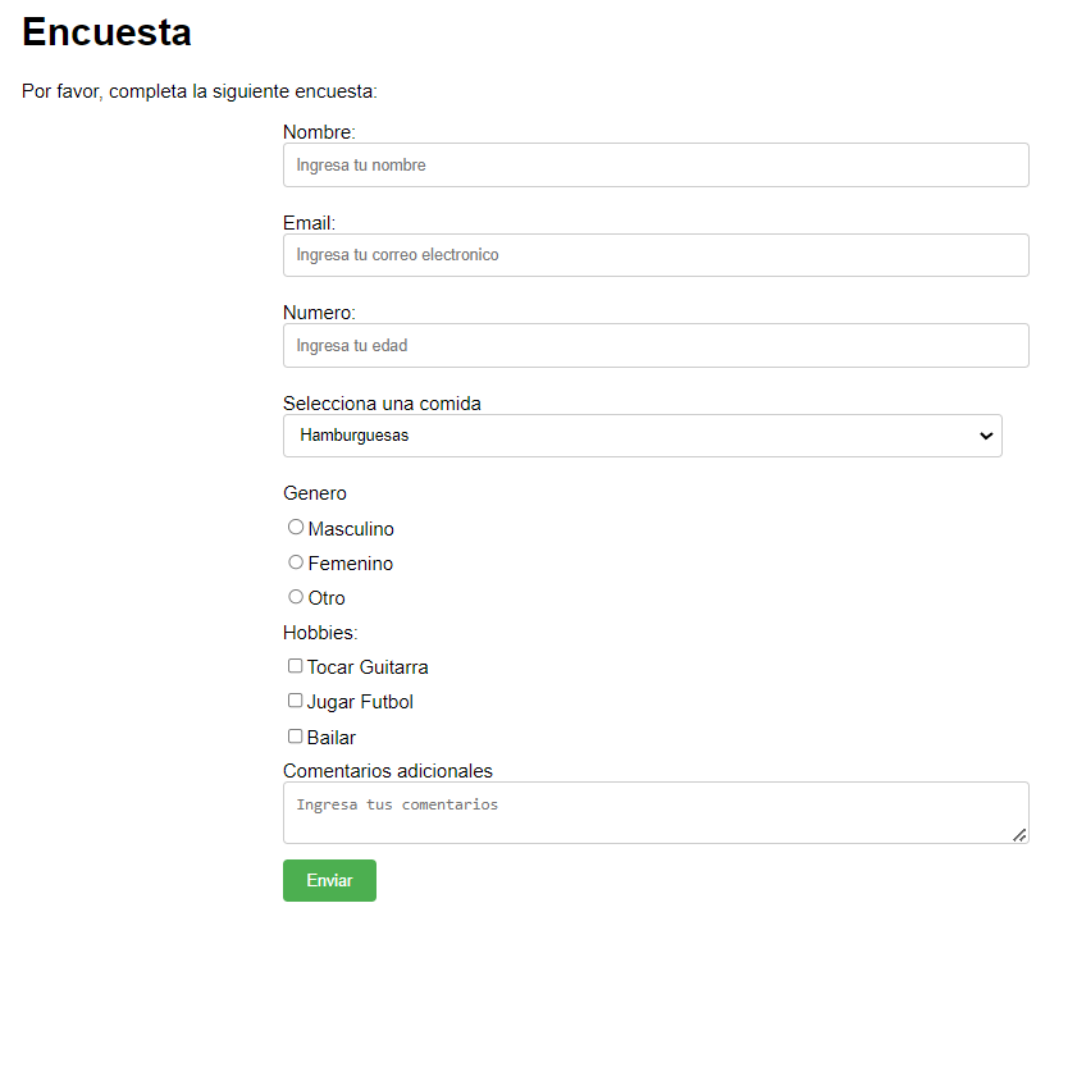 Encuesta
Por favor, completa la siguiente encuesta:
Nombre:
Ingresa tu nombre
Email:
Ingresa tu correo electronico
Numero:
Ingresa tu edad
Selecciona una comida
Hamburguesas
Genero
Masculino
Femenino
Otro
Hobbies:
Tocar Guitarra
Jugar Futbol
Bailar
Comentarios adicionales
Ingresa tus comentarios
Enviar